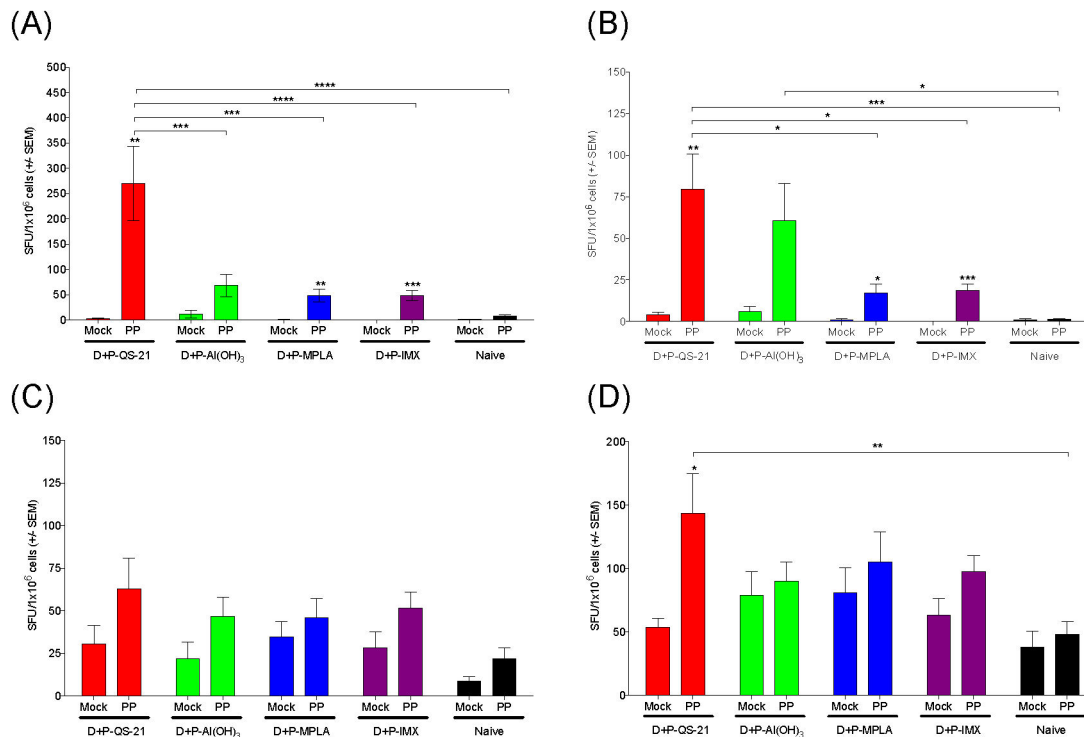 (A)
SFU/1x10⁶ cells (+/- SEM)
500
450
400
350
300
250
200
150
100
50
0
****
****
***
***
**
**
***
Mock PP Mock PP Mock PP Mock PP Mock PP
D+P-QS-21 D+P-Al(OH)₃ D+P-MPLA D+P-IMX Naive
(B)
SFU/1x10⁶ cells (+/- SEM)
150
125
100
75
50
25
0
*
***
*
*
**
*
***
Mock PP Mock PP Mock PP Mock PP Mock PP
D+P-QS-21 D+P-Al(OH)₃ D+P-MPLA D+P-IMX Naive
(C)
SFU/1x10⁶ cells (+/- SEM)
150
125
100
75
50
25
0
Mock PP Mock PP Mock PP Mock PP Mock PP
D+P-QS-21 D+P-Al(OH)₃ D+P-MPLA D+P-IMX Naive
(D)
SFU/1x10⁶ cells (+/- SEM)
200
150
100
50
0
**
*
Mock PP Mock PP Mock PP Mock PP Mock PP
D+P-QS-21 D+P-Al(OH)₃ D+P-MPLA D+P-IMX Naive